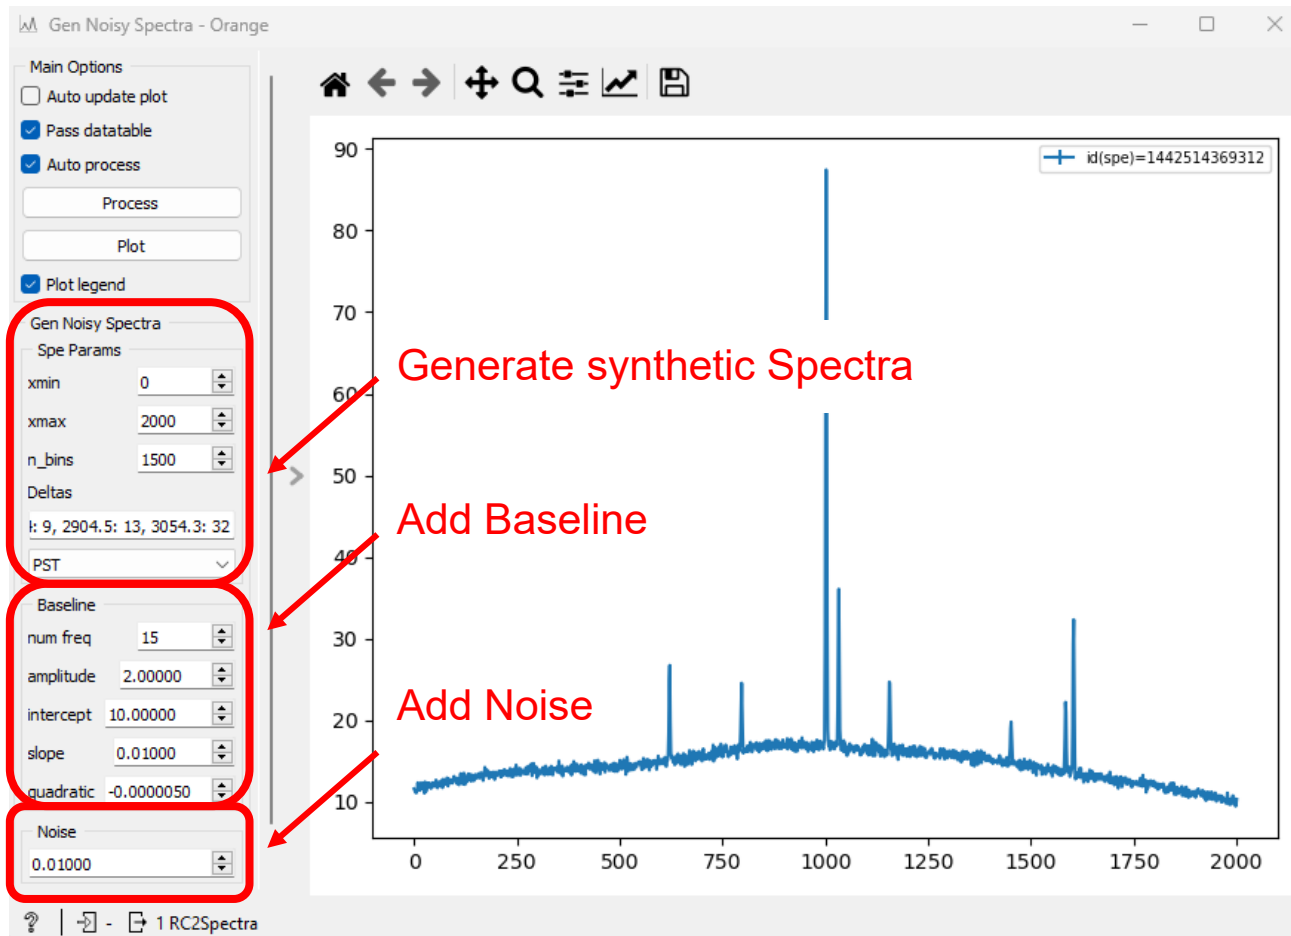 Gen Noisy Spectra - Orange
Main Options
Auto update plot
Pass datatable
Auto process
Process
Plot
Plot legend
Gen Noisy Spectra
Spe Params
xmin 0
xmax 2000
n_bins 1500
Deltas
9, 2904.5: 13, 3054.3: 32
PST
Baseline
num freq 15
amplitude 2.00000
intercept 10.00000
slope 0.01000
quadratic -0.0000050
Noise
0.01000
? - 1 RC2Spectra
id(spe)=1442514369312
90
80
70
60
50
40
30
20
10
0 250 500 750 1000 1250 1500 1750 2000
Generate synthetic Spectra
Add Baseline
Add Noise